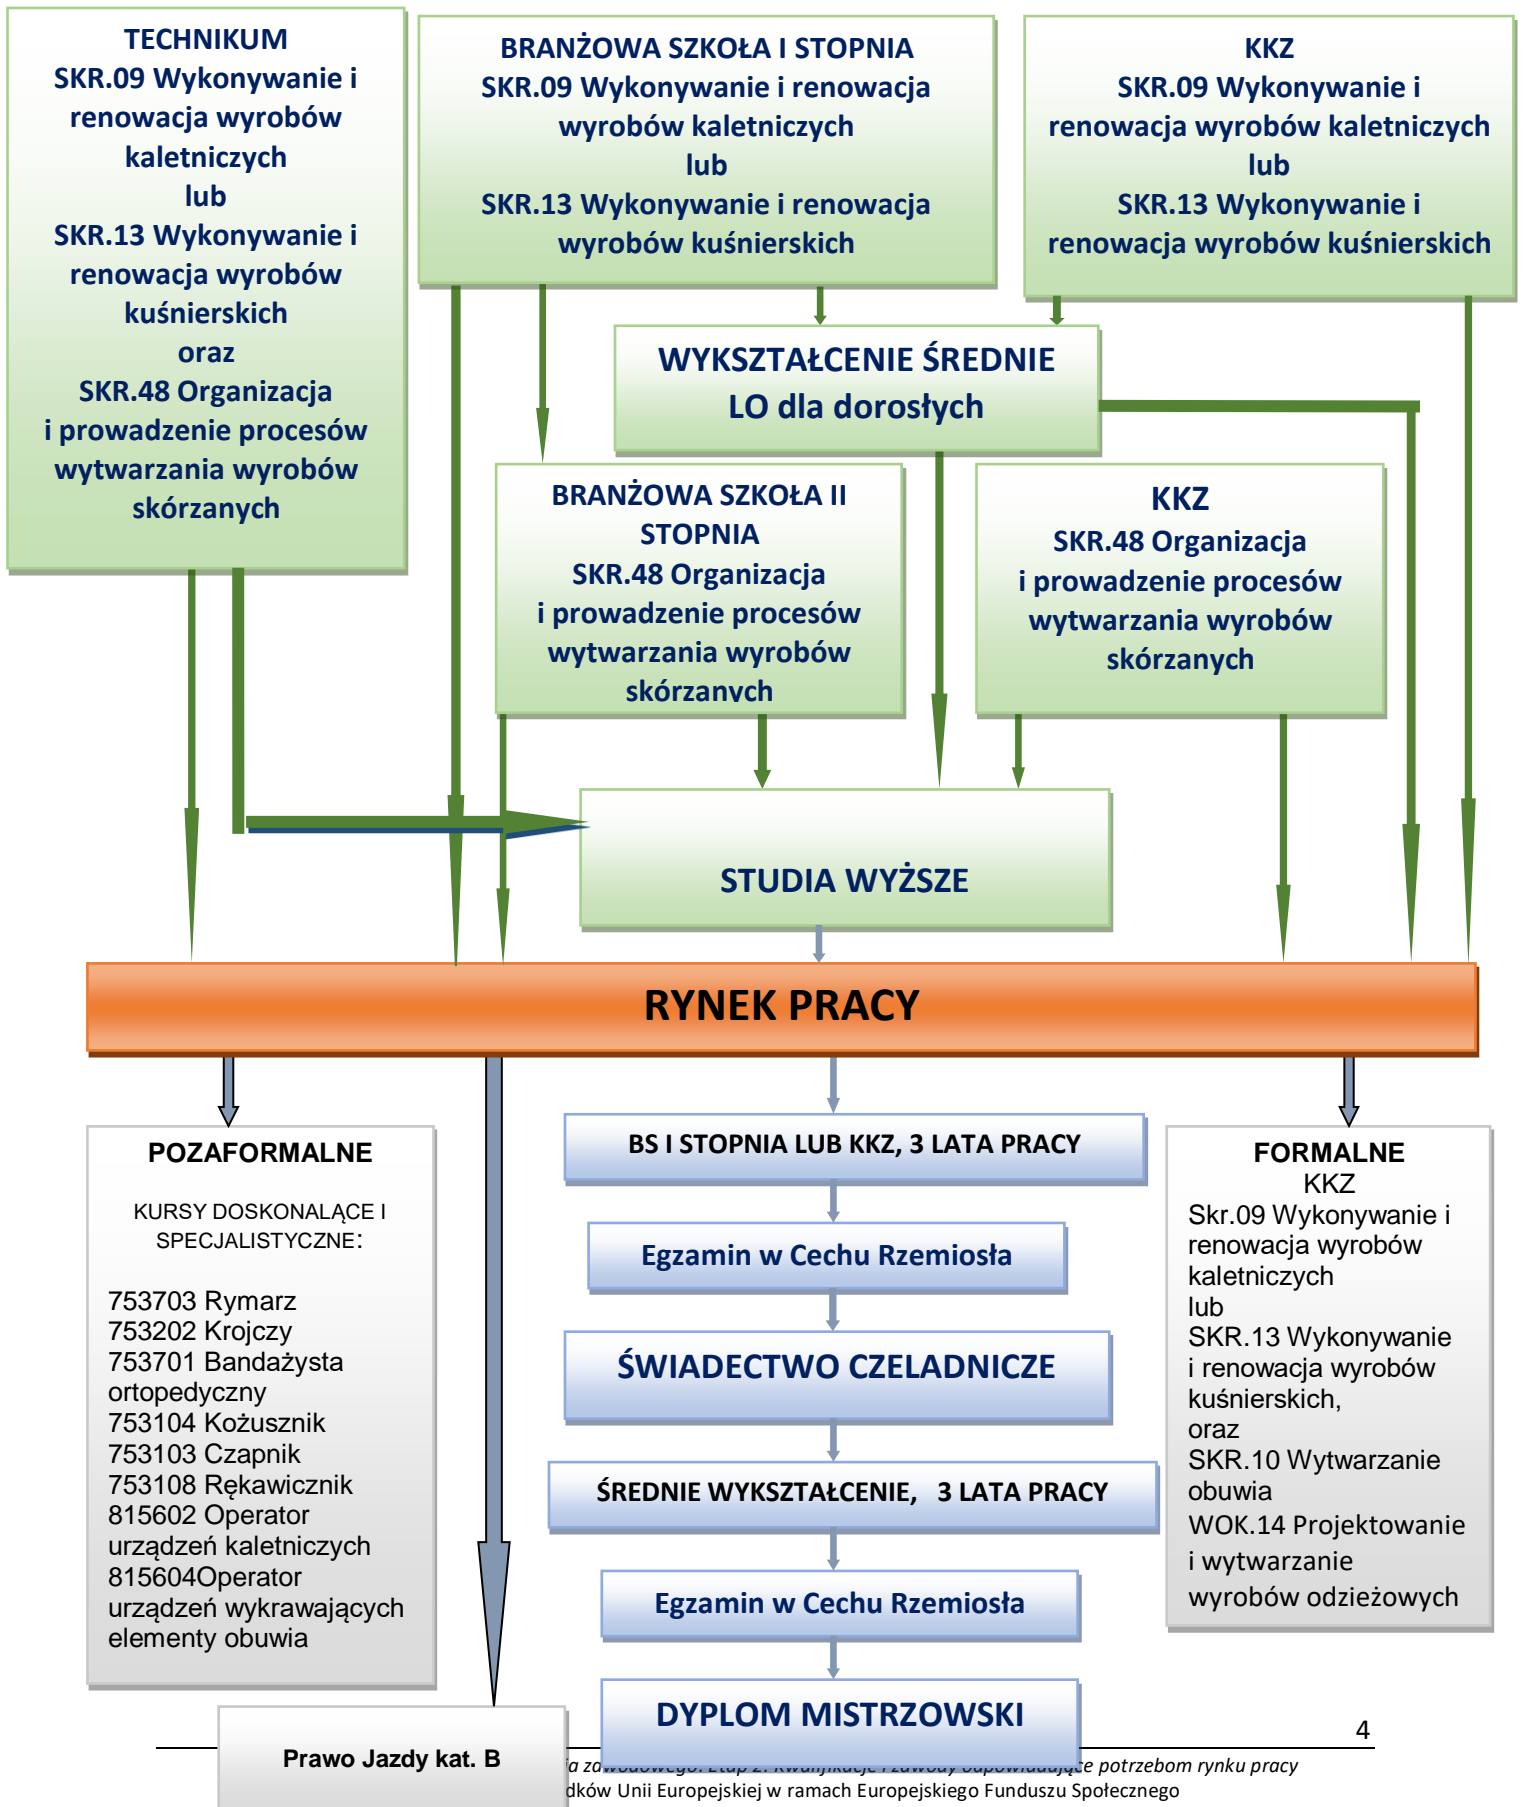 TECHNIKUM
SKR.09 Wykonywanie i
renowacja wyrobów
kaletniczych
lub
SKR.13 Wykonywanie i
renowacja wyrobów
kuśnierskich
oraz
SKR.48 Organizacja
i prowadzenie procesów
wytwarzania wyrobów
skórzanych
BRANŻOWA SZKOŁA I STOPNIA
SKR.09 Wykonywanie i renowacja
wyrobów kaletniczych
lub
SKR.13 Wykonywanie i renowacja
wyrobów kuśnierskich
KKZ
SKR.09 Wykonywanie i
renowacja wyrobów kaletniczych
lub
SKR.13 Wykonywanie i
renowacja wyrobów kuśnierskich
WYKSZTAŁCENIE ŚREDNIE
LO dla dorosłych
BRANŻOWA SZKOŁA II
STOPNIA
SKR.48 Organizacja
i prowadzenie procesów
wytwarzania wyrobów
skórzanych
KKZ
SKR.48 Organizacja
i prowadzenie procesów
wytwarzania wyrobów
skórzanych
STUDIA WYŻSZE
RYNEK PRACY
POZAFORMALNE
KURSY DOSKONALĄCE I
SPECJALISTYCZNE:
753703 Rymarz
753202 Krojczy
753701 Bandażysta
ortopedyczny
753104 Kożusznik
753103 Czapnik
753108 Rękawicznik
815602 Operator
urządzeń kaletniczych
815604Operator
urządzeń wykrawających
elementy obuwia
Prawo Jazdy kat. B
BS I STOPNIA LUB KKZ, 3 LATA PRACY
Egzamin w Cechu Rzemiosła
ŚWIADECTWO CZELADNICZE
ŚREDNIE WYKSZTAŁCENIE, 3 LATA PRACY
Egzamin w Cechu Rzemiosła
DYPLOM MISTRZOWSKI
FORMALNE
KKZ
Skr.09 Wykonywanie i
renowacja wyrobów
kaletniczych
lub
SKR.13 Wykonywanie
i renowacja wyrobów
kuśnierskich,
oraz
SKR.10 Wytwarzanie
obuwia
WOK.14 Projektowanie
i wytwarzanie
wyrobów odzieżowych
4
potrzebom rynku pracy
Unii Europejskiej w ramach Europejskiego Funduszu Społecznego